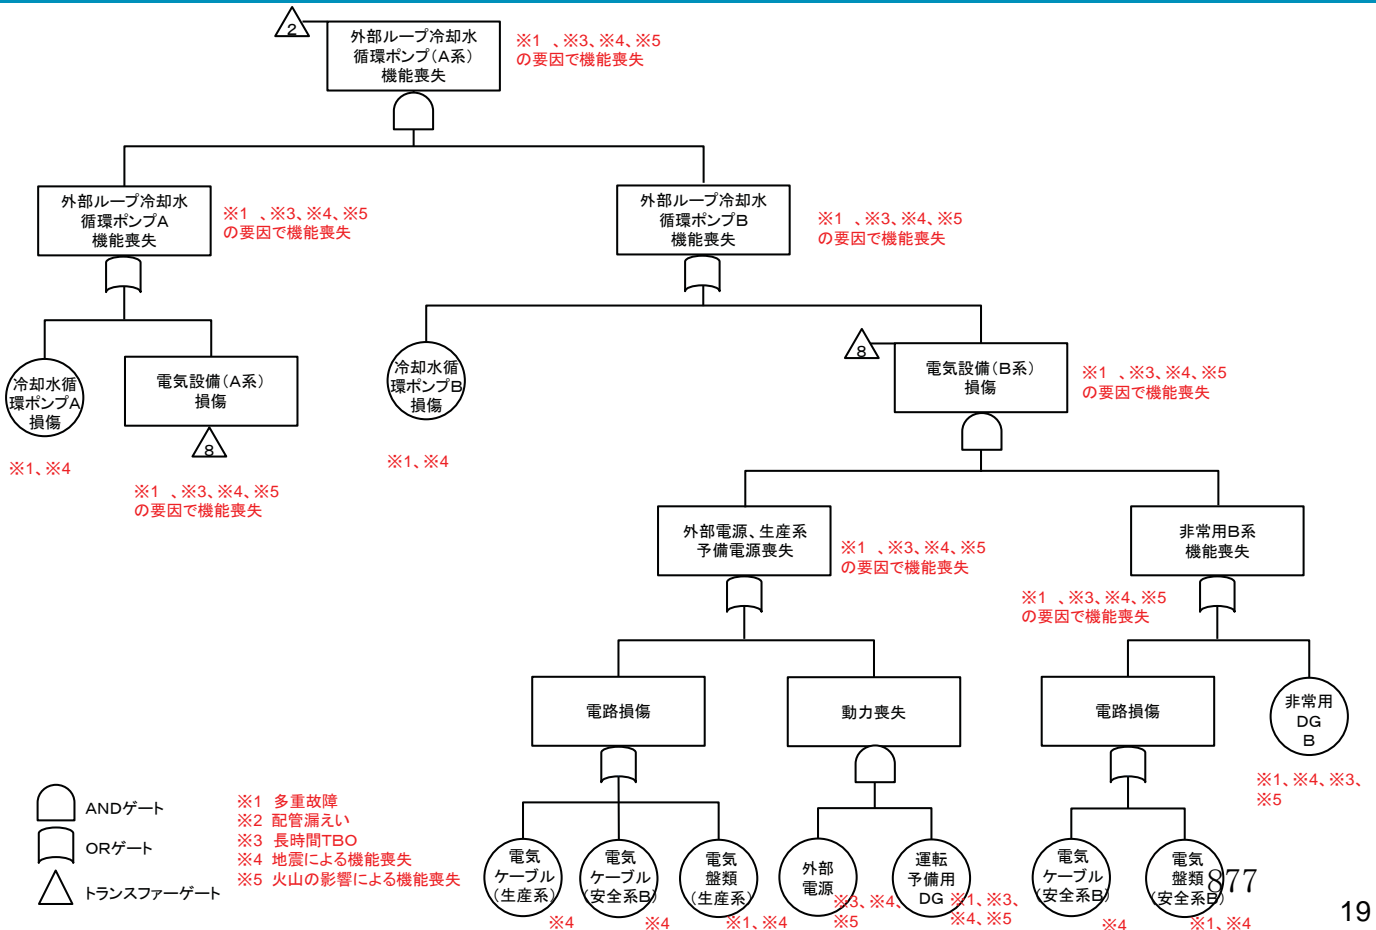 2
外部ループ冷却水
循環ポンプ(A系)
機能喪失
※1 、※3、※4、※5
の要因で機能喪失
外部ループ冷却水
循環ポンプA
機能喪失
※1 、※3、※4、※5
の要因で機能喪失
外部ループ冷却水
循環ポンプB
機能喪失
※1 、※3、※4、※5
の要因で機能喪失
冷却水循
環ポンプA
損傷
※1、※4
電気設備(A系)
損傷
8
※1 、※3、※4、※5
の要因で機能喪失
冷却水循
環ポンプB
損傷
※1、※4
8
電気設備(B系)
損傷
※1 、※3、※4、※5
の要因で機能喪失
外部電源、生産系
予備電源喪失
※1 、※3、※4、※5
の要因で機能喪失
非常用B系
機能喪失
※1 、※3、※4、※5
の要因で機能喪失
電路損傷
動力喪失
電路損傷
非常用
DG
B
※1、※4、※3、
※5
電気
ケーブル
(生産系)
※4
電気
ケーブル
(安全系B)
※4
電気
盤類
(生産系)
※1、※4
外部
電源
※3、※4、
※5
運転
予備用
DG
※1、※3、
※4、※5
電気
ケーブル
(安全系B)
※4
電気
盤類
(安全系B)
※1、※4
ANDゲート
ORゲート
トランスファーゲート
※1 多重故障
※2 配管漏えい
※3 長時間TBO
※4 地震による機能喪失
※5 火山の影響による機能喪失
877
19